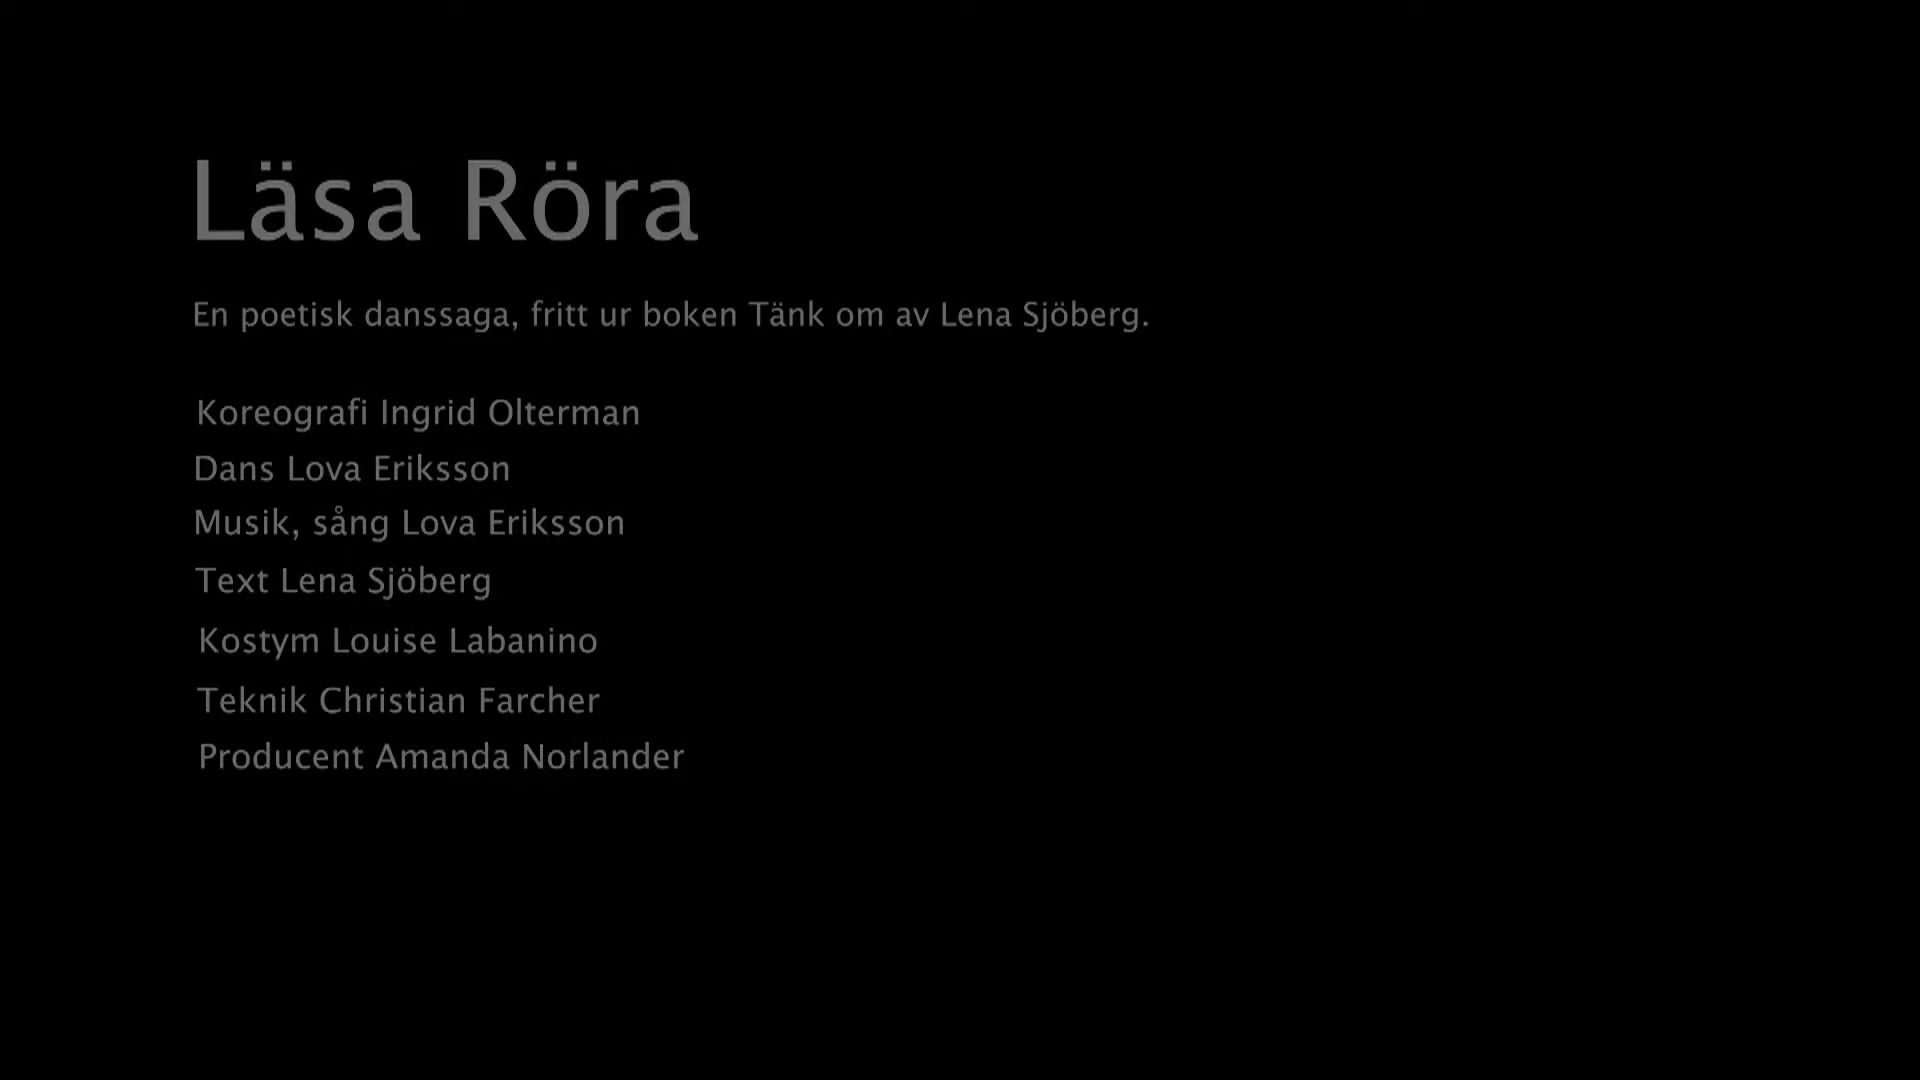 Läsa Röra
En poetisk danssaga, fritt ur boken Tänk om av Lena Sjöberg.
Koreografi Ingrid Olterman
Dans Lova Eriksson
Musik, sång Lova Eriksson
Text Lena Sjöberg
Kostym Louise Labanino
Teknik Christian Farcher
Producent Amanda Norlander